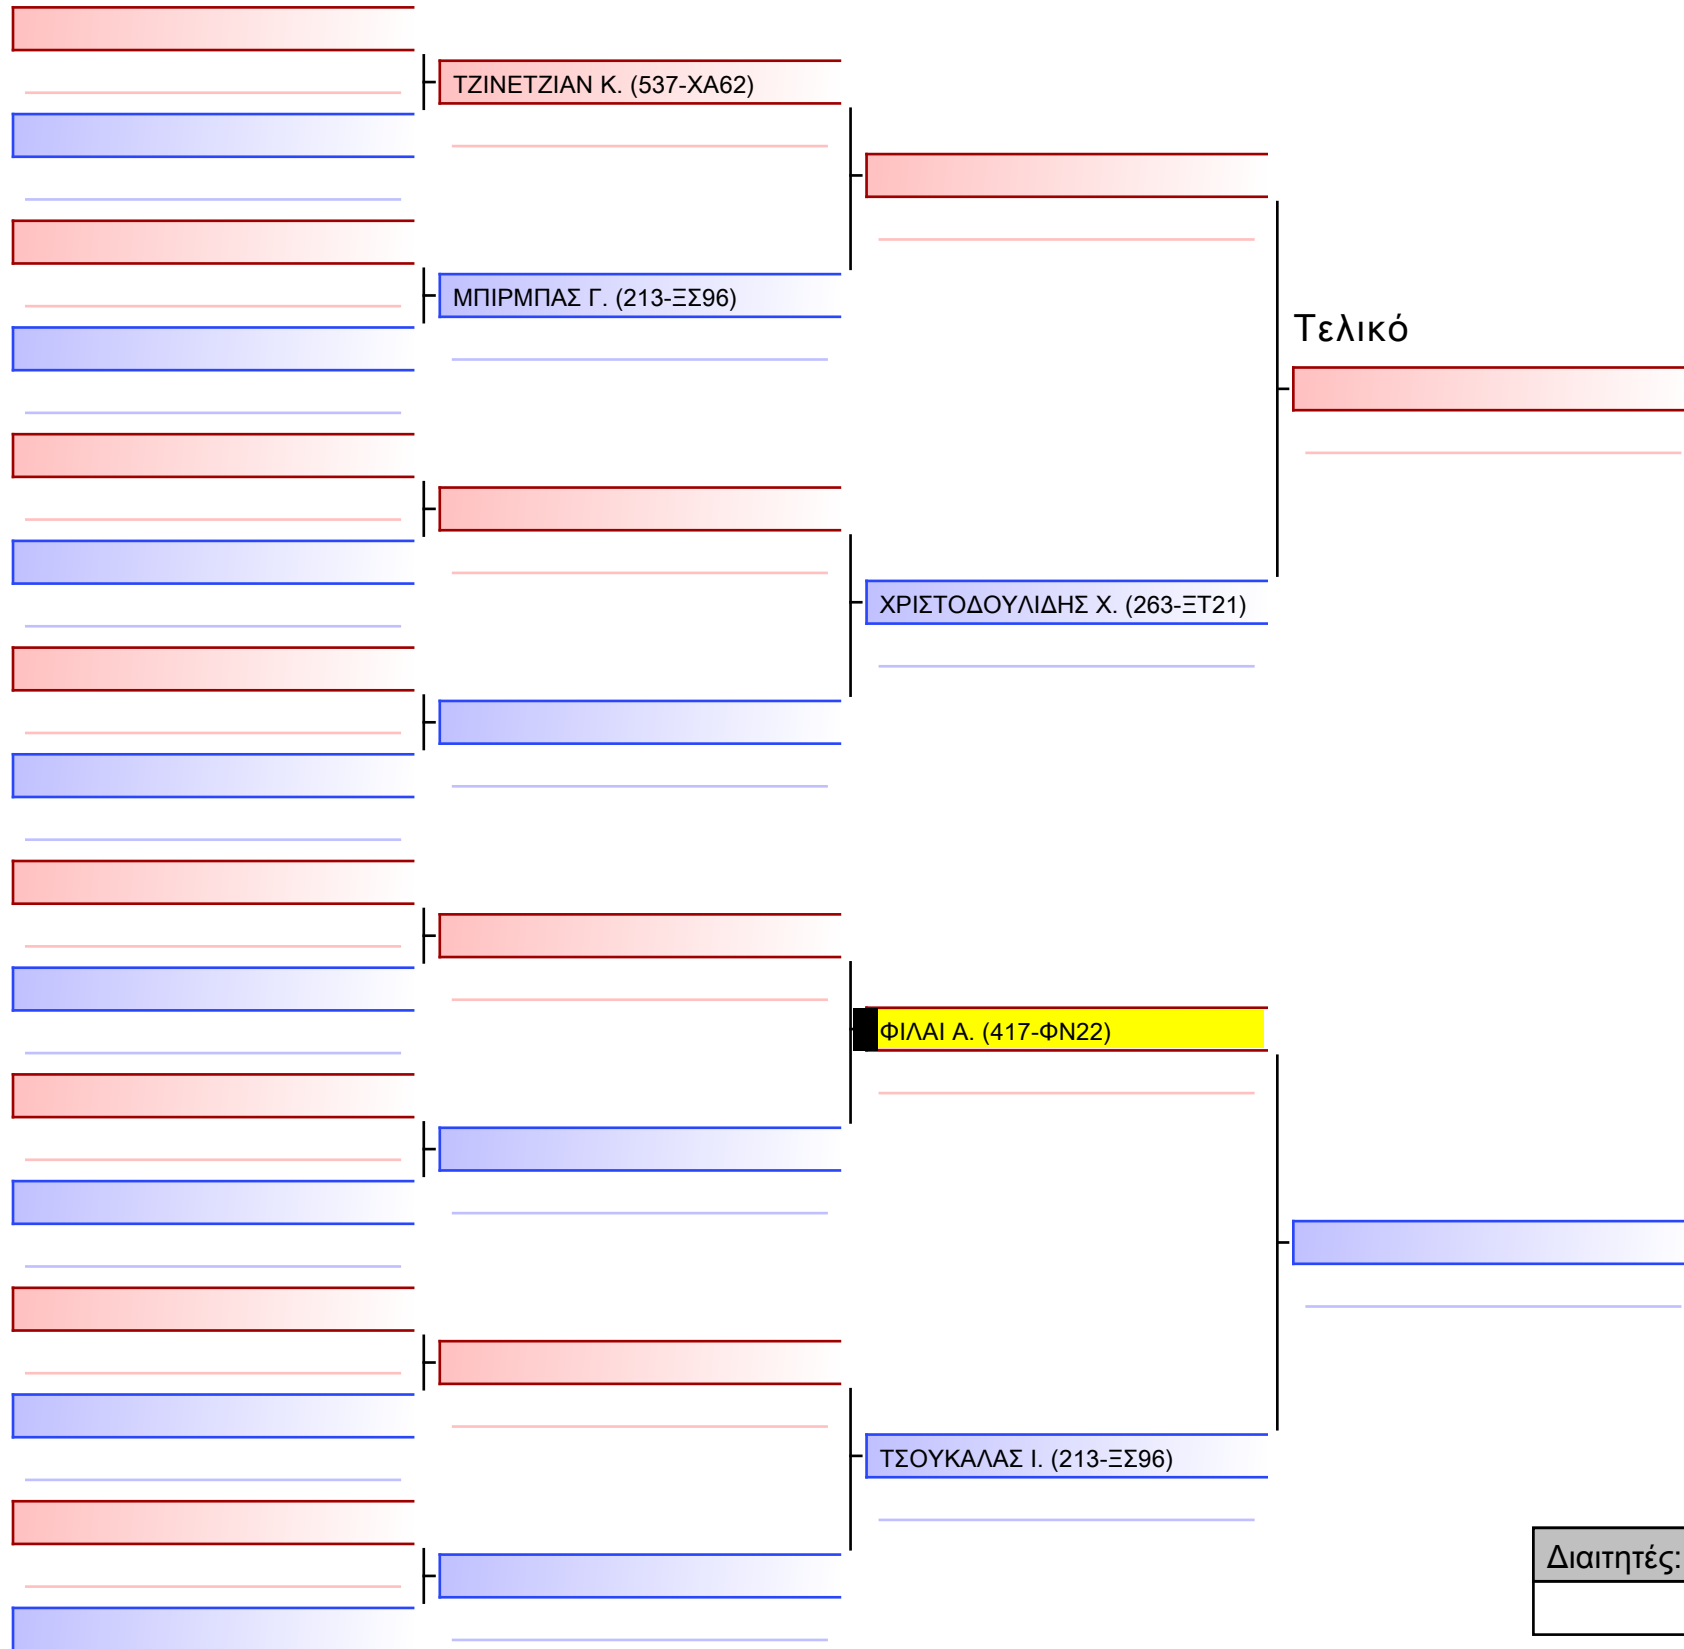 ΤΖΙΝΕΤΖΙΑΝ Κ. (537-ΧΑ62)
ΜΠΙΡΜΠΑΣ Γ. (213-ΞΣ96)
Τελικό
ΧΡΙΣΤΟΔΟΥΛΙΔΗΣ Χ. (263-ΞΤ21)
ΦΙΛΑΙ Α. (417-ΦΝ22)
ΤΣΟΥΚΑΛΑΣ Ι. (213-ΞΣ96)
Διαιτητές: